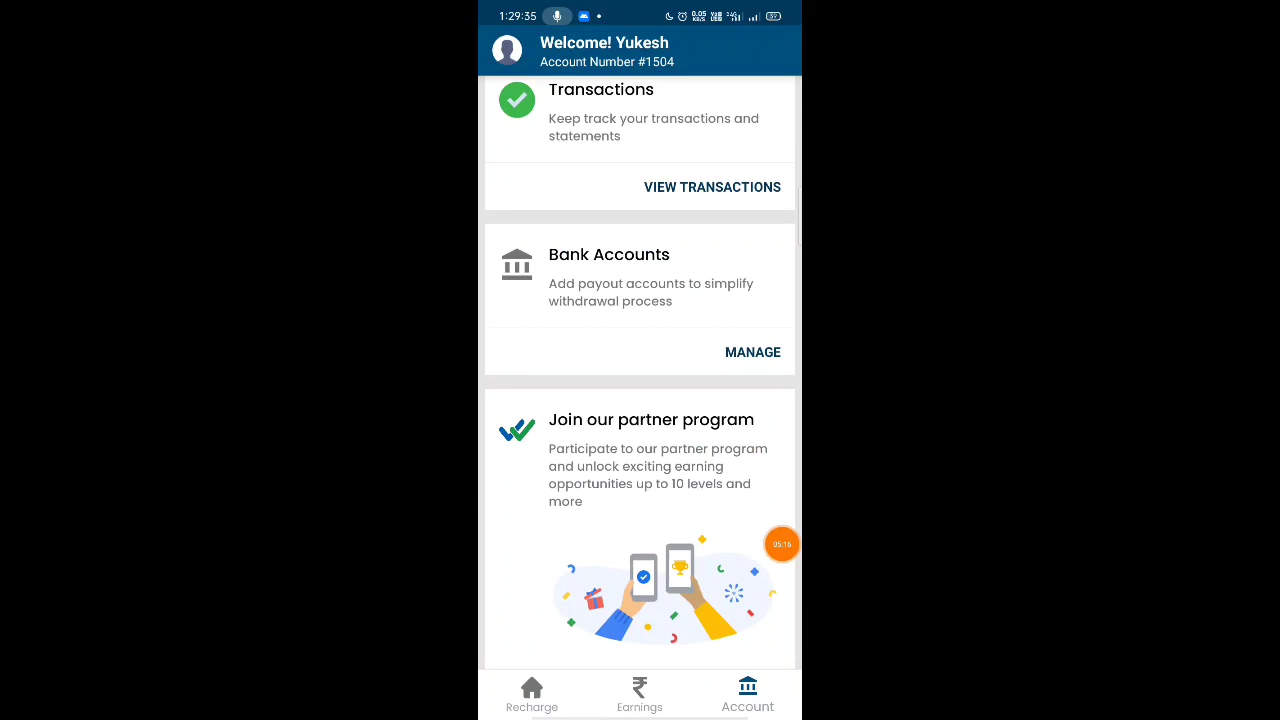 1:29:35
Welcome! Yukesh
Account Number #1504
Transactions
Keep track your transactions and
statements
VIEW TRANSACTIONS
Bank Accounts
Add payout accounts to simplify
withdrawal process
MANAGE
Join our partner program
Participate to our partner program
and unlock exciting earning
opportunities up to 10 levels and
more
05:16
Recharge
Earnings
Account